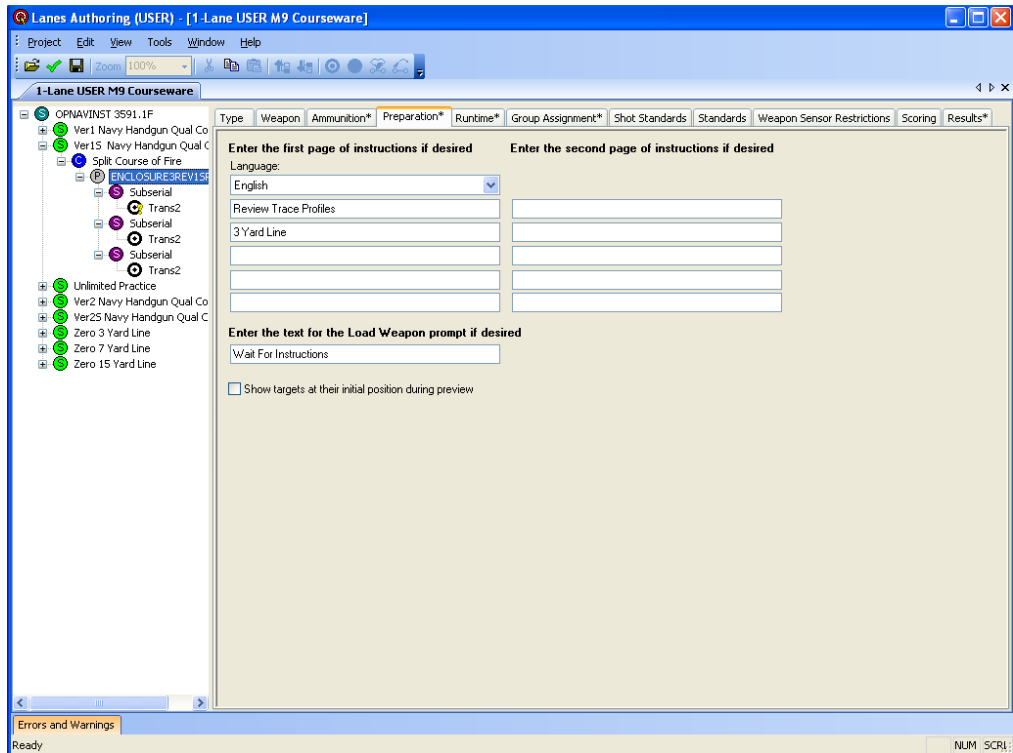 Lanes Authoring (USER) - [1-Lane USER M9 Courseware]
Project Edit View Tools Window Help
Zoom 100%
1-Lane USER M9 Courseware
OPNAVINST 3591.1F
Ver1 Navy Handgun Qual Co
Ver1S Navy Handgun Qual C
Split Course of Fire
ENCLOSURE3REV1SF
Subserial
Trans2
Subserial
Trans2
Subserial
Trans2
Unlimited Practice
Ver2 Navy Handgun Qual Co
Ver2S Navy Handgun Qual C
Zero 3 Yard Line
Zero 7 Yard Line
Zero 15 Yard Line
Type Weapon Ammunition* Preparation* Runtime* Group Assignment* Shot Standards Standards Weapon Sensor Restrictions Scoring Results*
Enter the first page of instructions if desired Enter the second page of instructions if desired
Language:
English
Review Trace Profiles
3 Yard Line
Enter the text for the Load Weapon prompt if desired
Wait For Instructions
Show targets at their initial position during preview
Errors and Warnings
Ready NUM SCRL